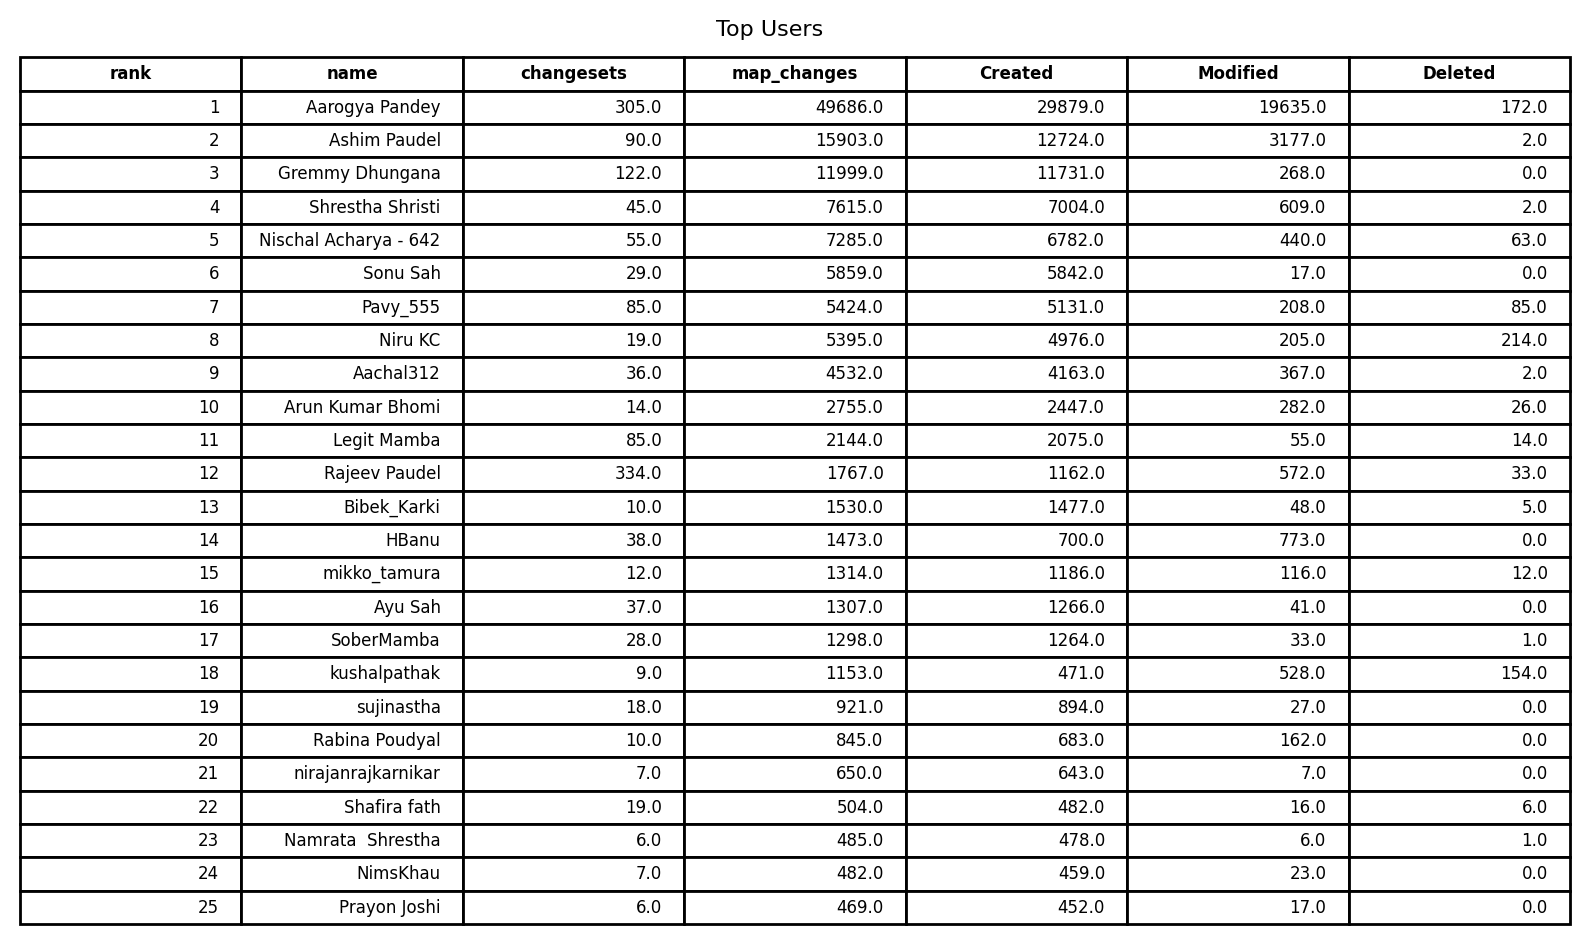 Top Users
rank name changesets map_changes Created Modified Deleted
1 Aarogya Pandey 305.0 49686.0 29879.0 19635.0 172.0
2 Ashim Paudel 90.0 15903.0 12724.0 3177.0 2.0
3 Gremmy Dhungana 122.0 11999.0 11731.0 268.0 0.0
4 Shrestha Shristi 45.0 7615.0 7004.0 609.0 2.0
5 Nischal Acharya - 642 55.0 7285.0 6782.0 440.0 63.0
6 Sonu Sah 29.0 5859.0 5842.0 17.0 0.0
7 Pavy_555 85.0 5424.0 5131.0 208.0 85.0
8 Niru KC 19.0 5395.0 4976.0 205.0 214.0
9 Aachal312 36.0 4532.0 4163.0 367.0 2.0
10 Arun Kumar Bhomi 14.0 2755.0 2447.0 282.0 26.0
11 Legit Mamba 85.0 2144.0 2075.0 55.0 14.0
12 Rajeev Paudel 334.0 1767.0 1162.0 572.0 33.0
13 Bibek_Karki 10.0 1530.0 1477.0 48.0 5.0
14 HBanu 38.0 1473.0 700.0 773.0 0.0
15 mikko_tamura 12.0 1314.0 1186.0 116.0 12.0
16 Ayu Sah 37.0 1307.0 1266.0 41.0 0.0
17 SoberMamba 28.0 1298.0 1264.0 33.0 1.0
18 kushalpathak 9.0 1153.0 471.0 528.0 154.0
19 sujinastha 18.0 921.0 894.0 27.0 0.0
20 Rabina Poudyal 10.0 845.0 683.0 162.0 0.0
21 nirajanrajkarnikar 7.0 650.0 643.0 7.0 0.0
22 Shafira fath 19.0 504.0 482.0 16.0 6.0
23 Namrata  Shrestha 6.0 485.0 478.0 6.0 1.0
24 NimsKhau 7.0 482.0 459.0 23.0 0.0
25 Prayon Joshi 6.0 469.0 452.0 17.0 0.0